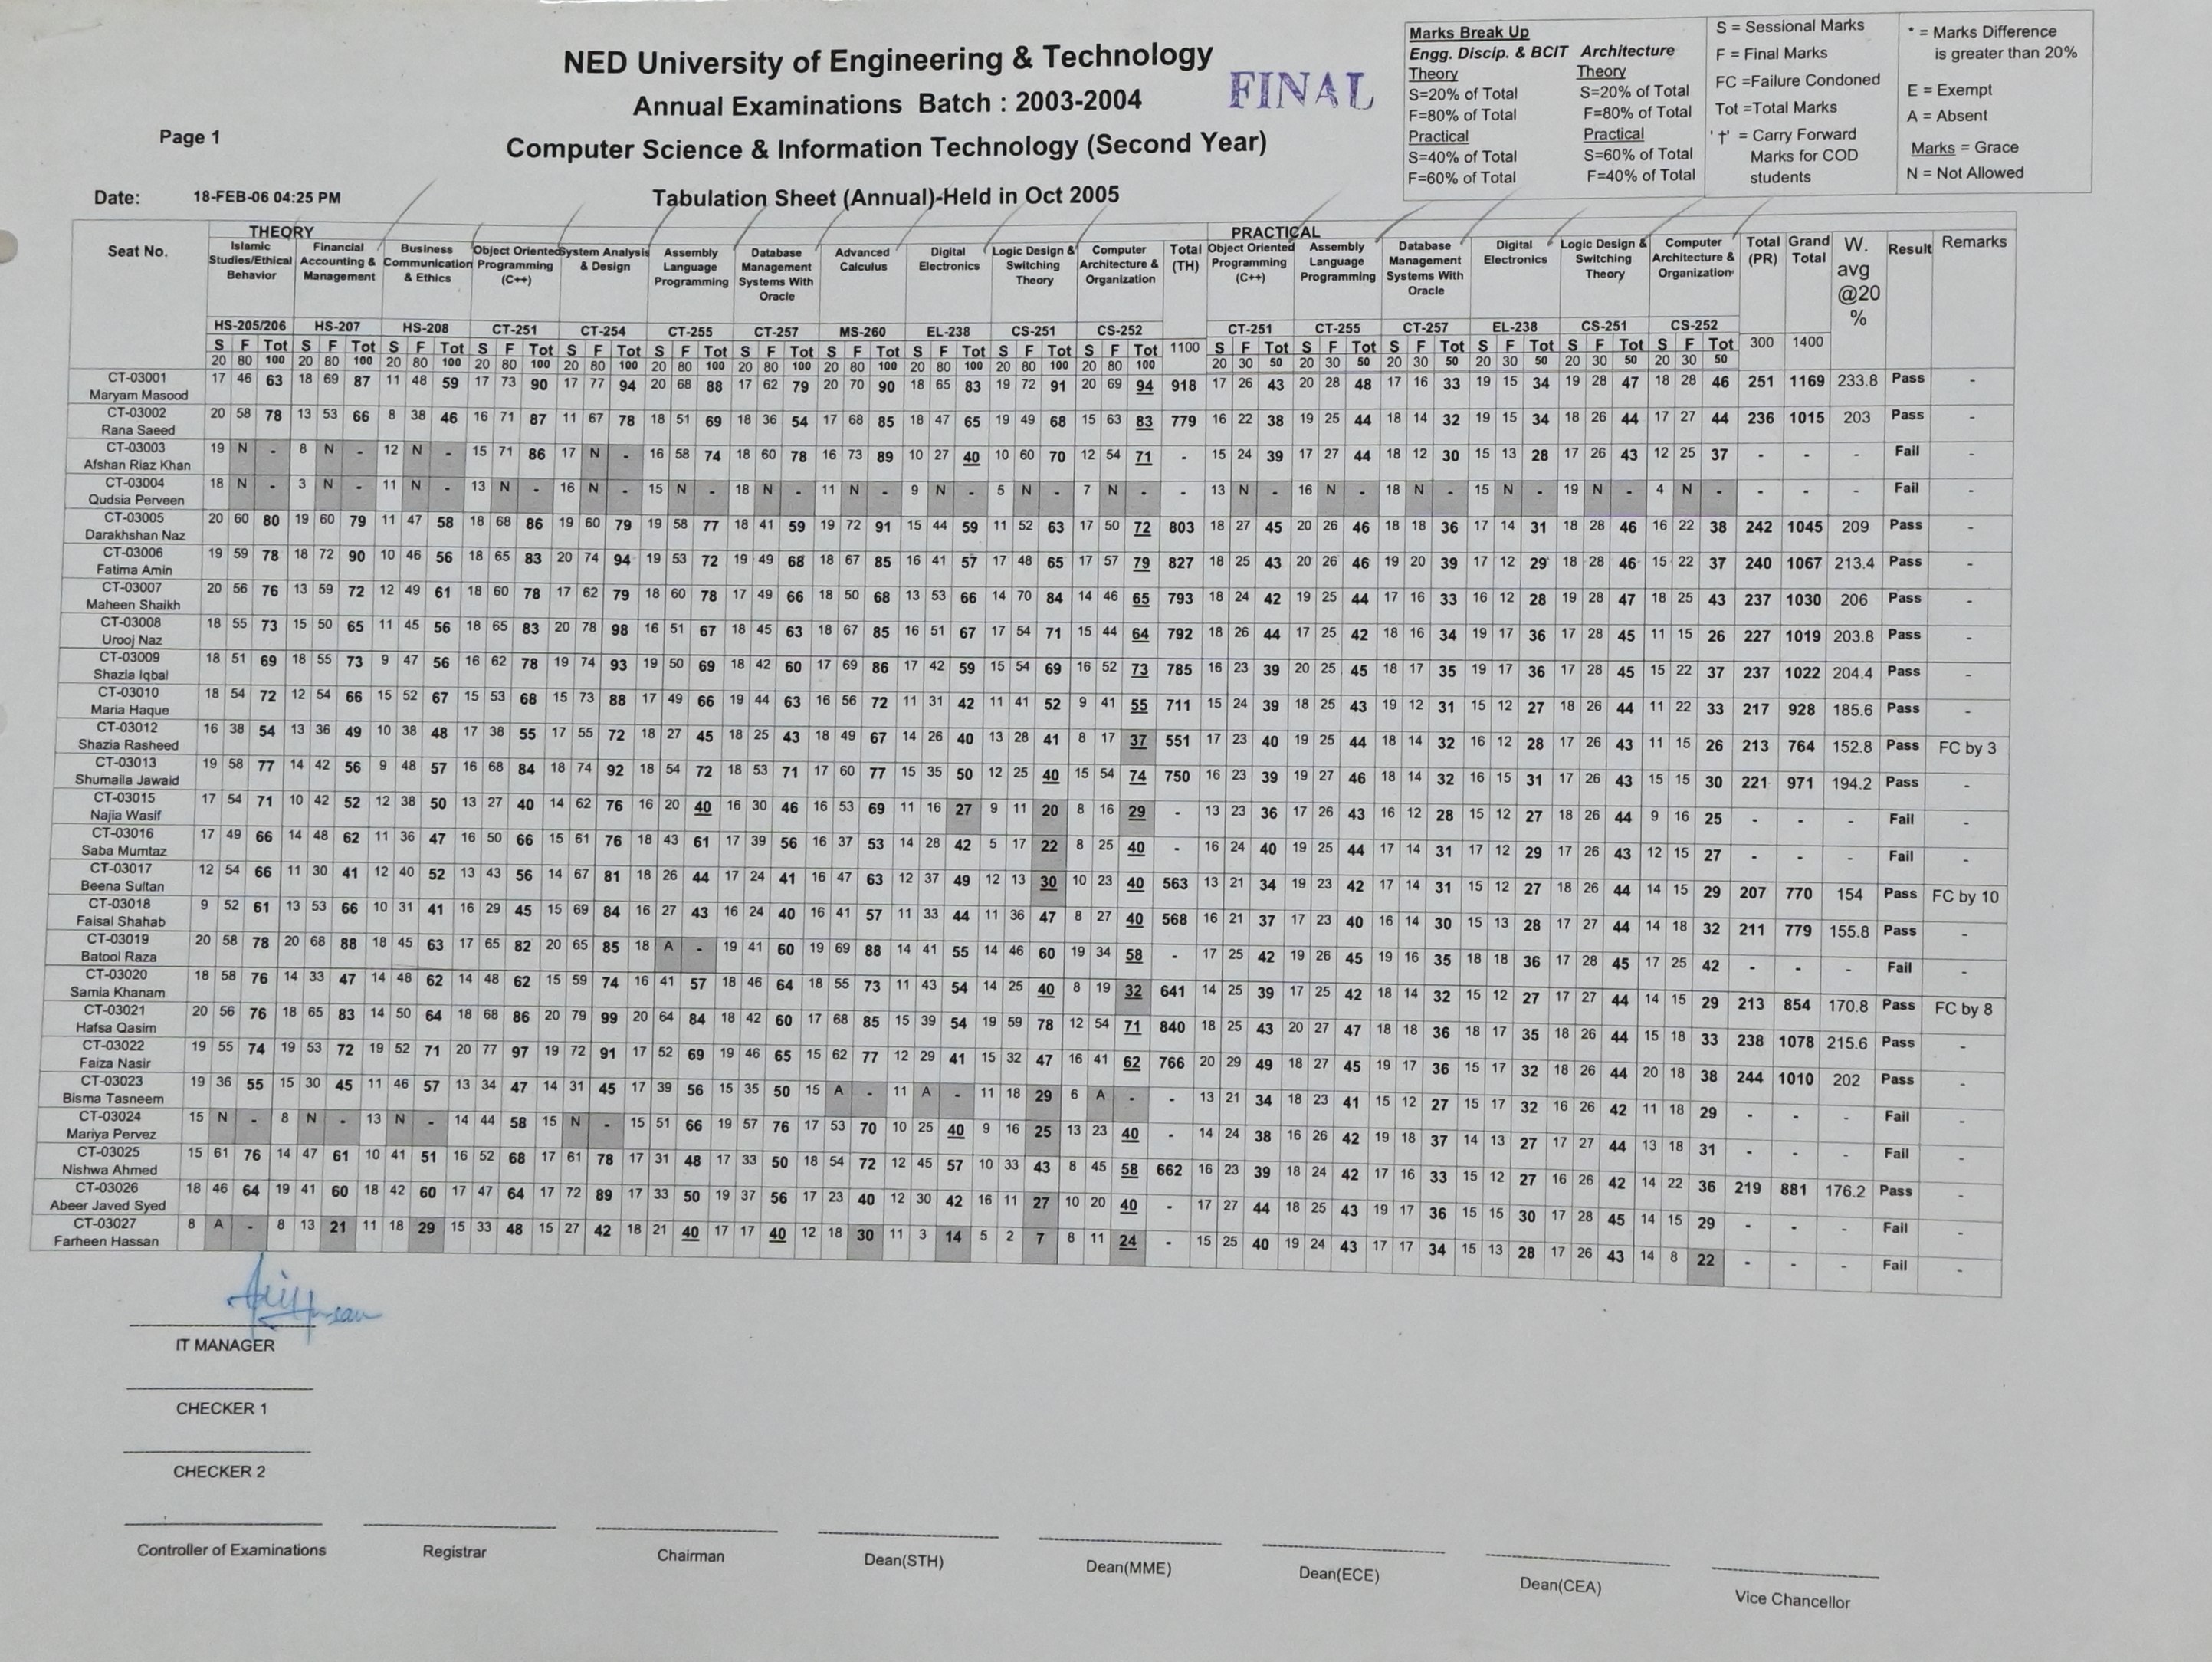 NED University of Engineering & Technology
Annual Examinations Batch : 2003-2004
FINAL
Page 1
Computer Science & Information Technology (Second Year)
Date: 18-FEB-06 04:25 PM
Tabulation Sheet (Annual)-Held in Oct 2005
Marks Break Up
Engg. Discip. & BCIT Architecture
Theory Theory
S=20% of Total S=20% of Total
F=80% of Total F=80% of Total
Practical Practical
S=40% of Total S=60% of Total
F=60% of Total F=40% of Total
S = Sessional Marks
F = Final Marks
FC =Failure Condoned
Tot =Total Marks
'†' = Carry Forward
Marks for COD
students
* = Marks Difference
is greater than 20%
E = Exempt
A = Absent
Marks = Grace
N = Not Allowed
THEORY PRACTICAL
Seat No. Islamic Studies/Ethical Behavior Financial Accounting & Management Business Communication & Ethics Object Oriented Programming (C++) System Analysis & Design Assembly Language Programming Database Management Systems With Oracle Advanced Calculus Digital Electronics Logic Design & Switching Theory Computer Architecture & Organization Total (TH) Object Oriented Programming (C++) Assembly Language Programming Database Management Systems With Oracle Digital Electronics Logic Design & Switching Theory Computer Architecture & Organization Total (PR) Grand Total W. avg @20 % Result Remarks
HS-205/206 HS-207 HS-208 CT-251 CT-254 CT-255 CT-257 MS-260 EL-238 CS-251 CS-252 CT-251 CT-255 CT-257 EL-238 CS-251 CS-252
S F Tot S F Tot S F Tot S F Tot S F Tot S F Tot S F Tot S F Tot S F Tot S F Tot S F Tot 1100 S F Tot S F Tot S F Tot S F Tot S F Tot S F Tot 300 1400
20 80 100 20 80 100 20 80 100 20 80 100 20 80 100 20 80 100 20 80 100 20 80 100 20 80 100 20 80 100 20 80 100 20 30 50 20 30 50 20 30 50 20 30 50 20 30 50 20 30 50
CT-03001 17 46 63 18 69 87 11 48 59 17 73 90 17 77 94 20 68 88 17 62 79 20 70 90 18 65 83 19 72 91 20 69 94 918 17 26 43 20 28 48 17 16 33 19 15 34 19 28 47 18 28 46 251 1169 233.8 Pass -
Maryam Masood
CT-03002 20 58 78 13 53 66 8 38 46 16 71 87 11 67 78 18 51 69 18 36 54 17 68 85 18 47 65 19 49 68 15 63 83 779 16 22 38 19 25 44 18 14 32 19 15 34 18 26 44 17 27 44 236 1015 203 Pass -
Rana Saeed
CT-03003 19 N - 8 N - 12 N - 15 71 86 17 N - 16 58 74 18 60 78 16 73 89 10 27 40 10 60 70 12 54 71 - 15 24 39 17 27 44 18 12 30 15 13 28 17 26 43 12 25 37 - - - Fail -
Afshan Riaz Khan
CT-03004 18 N - 3 N - 11 N - 13 N - 16 N - 15 N - 18 N - 11 N - 9 N - 5 N - 7 N - - 13 N - 16 N - 18 N - 15 N - 19 N - 4 N - - - - Fail -
Qudsia Perveen
CT-03005 20 60 80 19 60 79 11 47 58 18 68 86 19 60 79 19 58 77 18 41 59 19 72 91 15 44 59 11 52 63 17 50 72 803 18 27 45 20 26 46 18 18 36 17 14 31 18 28 46 16 22 38 242 1045 209 Pass -
Darakhshan Naz
CT-03006 19 59 78 18 72 90 10 46 56 18 65 83 20 74 94 19 53 72 19 49 68 18 67 85 16 41 57 17 48 65 17 57 79 827 18 25 43 20 26 46 19 20 39 17 12 29 18 28 46 15 22 37 240 1067 213.4 Pass -
Fatima Amin
CT-03007 20 56 76 13 59 72 12 49 61 18 60 78 17 62 79 18 60 78 17 49 66 18 50 68 13 53 66 14 70 84 14 46 65 793 18 24 42 19 25 44 17 16 33 16 12 28 19 28 47 18 25 43 237 1030 206 Pass -
Maheen Shaikh
CT-03008 18 55 73 15 50 65 11 45 56 18 65 83 20 78 98 16 51 67 18 45 63 18 67 85 16 51 67 17 54 71 15 44 64 792 18 26 44 17 25 42 18 16 34 19 17 36 17 28 45 11 15 26 227 1019 203.8 Pass -
Urooj Naz
CT-03009 18 51 69 18 55 73 9 47 56 16 62 78 19 74 93 19 50 69 18 42 60 17 69 86 17 42 59 15 54 69 16 52 73 785 16 23 39 20 25 45 18 17 35 19 17 36 17 28 45 15 22 37 237 1022 204.4 Pass -
Shazia Iqbal
CT-03010 18 54 72 12 54 66 15 52 67 15 53 68 15 73 88 17 49 66 19 44 63 16 56 72 11 31 42 11 41 52 9 41 55 711 15 24 39 18 25 43 19 12 31 15 12 27 18 26 44 11 22 33 217 928 185.6 Pass -
Maria Haque
CT-03012 16 38 54 13 36 49 10 38 48 17 38 55 17 55 72 18 27 45 18 25 43 18 49 67 14 26 40 13 28 41 8 17 37 551 17 23 40 19 25 44 18 14 32 16 12 28 17 26 43 11 15 26 213 764 152.8 Pass FC by 3
Shazia Rasheed
CT-03013 19 58 77 14 42 56 9 48 57 16 68 84 18 74 92 18 54 72 18 53 71 17 60 77 15 35 50 12 25 40 15 54 74 750 16 23 39 19 27 46 18 14 32 16 15 31 17 26 43 15 15 30 221 971 194.2 Pass -
Shumaila Jawaid
CT-03015 17 54 71 10 42 52 12 38 50 13 27 40 14 62 76 16 20 40 16 30 46 16 53 69 11 16 27 9 11 20 8 16 29 - 13 23 36 17 26 43 16 12 28 15 12 27 18 26 44 9 16 25 - - - Fail -
Najia Wasif
CT-03016 17 49 66 14 48 62 11 36 47 16 50 66 15 61 76 18 43 61 17 39 56 16 37 53 14 28 42 5 17 22 8 25 40 - 16 24 40 19 25 44 17 14 31 17 12 29 17 26 43 12 15 27 - - - Fail -
Saba Mumtaz
CT-03017 12 54 66 11 30 41 12 40 52 13 43 56 14 67 81 18 26 44 17 24 41 16 47 63 12 37 49 12 13 30 10 23 40 563 13 21 34 19 23 42 17 14 31 15 12 27 18 26 44 14 15 29 207 770 154 Pass FC by 10
Beena Sultan
CT-03018 9 52 61 13 53 66 10 31 41 16 29 45 15 69 84 16 27 43 16 24 40 16 41 57 11 33 44 11 36 47 8 27 40 568 16 21 37 17 23 40 16 14 30 15 13 28 17 27 44 14 18 32 211 779 155.8 Pass -
Faisal Shahab
CT-03019 20 58 78 20 68 88 18 45 63 17 65 82 20 65 85 18 A - 19 41 60 19 69 88 14 41 55 14 46 60 19 34 58 - 17 25 42 19 26 45 19 16 35 18 18 36 17 28 45 17 25 42 - - - Fail -
Batool Raza
CT-03020 18 58 76 14 33 47 14 48 62 14 48 62 15 59 74 16 41 57 18 46 64 18 55 73 11 43 54 14 25 40 8 19 32 641 14 25 39 17 25 42 18 14 32 15 12 27 17 27 44 14 15 29 213 854 170.8 Pass FC by 8
Samia Khanam
CT-03021 20 56 76 18 65 83 14 50 64 18 68 86 20 79 99 20 64 84 18 42 60 17 68 85 15 39 54 19 59 78 12 54 71 840 18 25 43 20 27 47 18 18 36 18 17 35 18 26 44 15 18 33 238 1078 215.6 Pass -
Hafsa Qasim
CT-03022 19 55 74 19 53 72 19 52 71 20 77 97 19 72 91 17 52 69 19 46 65 15 62 77 12 29 41 15 32 47 16 41 62 766 20 29 49 18 27 45 19 17 36 15 17 32 18 26 44 20 18 38 244 1010 202 Pass -
Faiza Nasir
CT-03023 19 36 55 15 30 45 11 46 57 13 34 47 14 31 45 17 39 56 15 35 50 15 A - 11 A - 11 18 29 6 A - - 13 21 34 18 23 41 15 12 27 15 17 32 16 26 42 11 18 29 - - - Fail -
Bisma Tasneem
CT-03024 15 N - 8 N - 13 N - 14 44 58 15 N - 15 51 66 19 57 76 17 53 70 10 25 40 9 16 25 13 23 40 - 14 24 38 16 26 42 19 18 37 14 13 27 17 27 44 13 18 31 - - - Fail -
Mariya Pervez
CT-03025 15 61 76 14 47 61 10 41 51 16 52 68 17 61 78 17 31 48 17 33 50 18 54 72 12 45 57 10 33 43 8 45 58 662 16 23 39 18 24 42 17 16 33 15 12 27 16 26 42 14 22 36 219 881 176.2 Pass -
Nishwa Ahmed
CT-03026 18 46 64 19 41 60 18 42 60 17 47 64 17 72 89 17 33 50 19 37 56 17 23 40 12 30 42 16 11 27 10 20 40 - 17 27 44 18 25 43 19 17 36 15 15 30 17 28 45 14 15 29 - - - Fail -
Abeer Javed Syed
CT-03027 8 A - 8 13 21 11 18 29 15 33 48 15 27 42 18 21 40 17 17 40 12 18 30 11 3 14 5 2 7 8 11 24 - 15 25 40 19 24 43 17 17 34 15 13 28 17 26 43 14 8 22 - - - Fail -
Farheen Hassan
IT MANAGER
CHECKER 1
CHECKER 2
Controller of Examinations Registrar Chairman Dean(STH) Dean(MME) Dean(ECE) Dean(CEA) Vice Chancellor